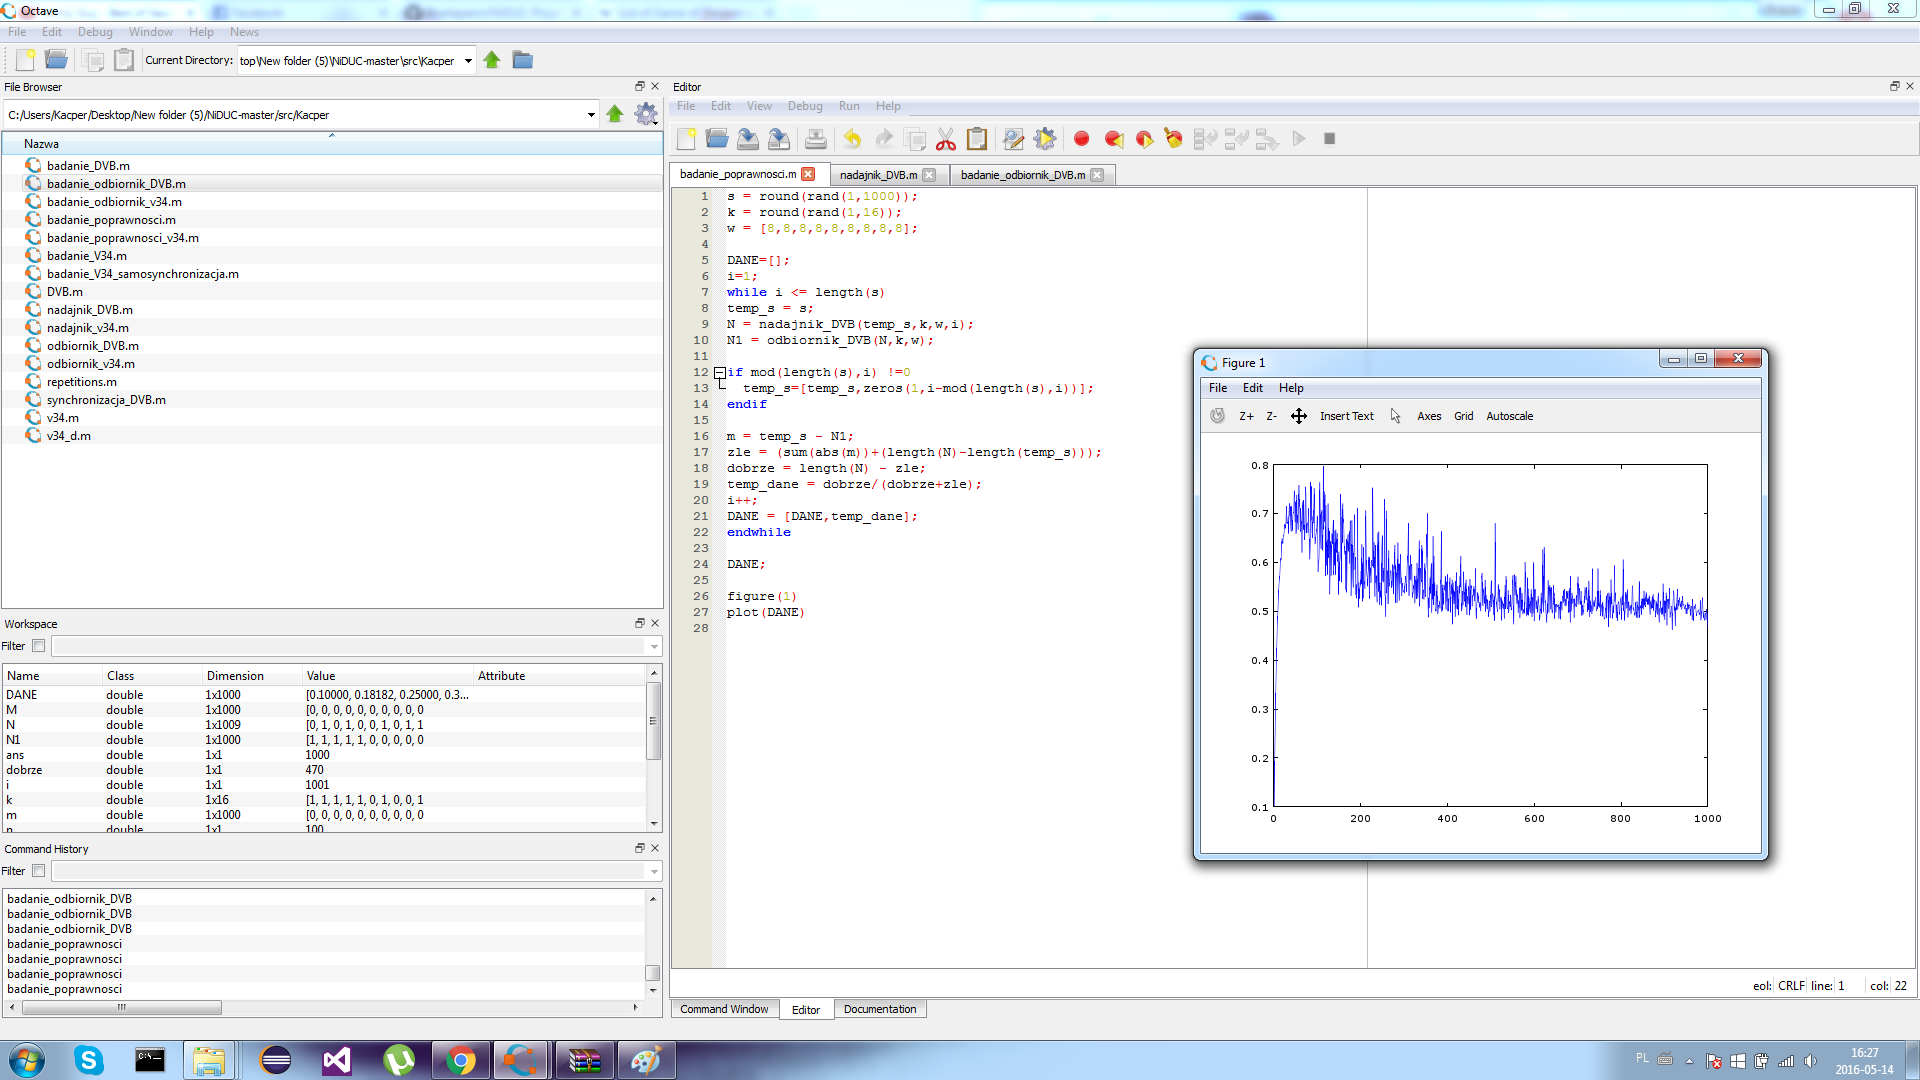 Octave
File Edit Debug Window Help News
Current Directory: top\New folder (5)\NiDUC-master\src\Kacper
File Browser
C:/Users/Kacper/Desktop/New folder (5)/NiDUC-master/src/Kacper
Nazwa
badanie_DVB.m
badanie_odbiornik_DVB.m
badanie_odbiornik_v34.m
badanie_poprawnosci.m
badanie_poprawnosci_v34.m
badanie_V34.m
badanie_V34_samosynchronizacja.m
DVB.m
nadajnik_DVB.m
nadajnik_v34.m
odbiornik_DVB.m
odbiornik_v34.m
repetitions.m
synchronizacja_DVB.m
v34.m
v34_d.m
Workspace
Filter
Name Class Dimension Value Attribute
DANE double 1x1000 [0.10000, 0.18182, 0.25000, 0.3...
M double 1x1000 [0, 0, 0, 0, 0, 0, 0, 0, 0, 0
N double 1x1009 [0, 1, 0, 1, 0, 0, 1, 0, 1, 1
N1 double 1x1000 [1, 1, 1, 1, 1, 0, 0, 0, 0, 0
ans double 1x1 1000
dobrze double 1x1 470
i double 1x1 1001
k double 1x16 [1, 1, 1, 1, 1, 0, 1, 0, 0, 1
m double 1x1000 [0, 0, 0, 0, 0, 0, 0, 0, 0, 0
n double 1x1 100
Command History
Filter
badanie_odbiornik_DVB
badanie_odbiornik_DVB
badanie_odbiornik_DVB
badanie_poprawnosci
badanie_poprawnosci
badanie_poprawnosci
badanie_poprawnosci
Editor
File Edit View Debug Run Help
badanie_poprawnosci.m nadajnik_DVB.m badanie_odbiornik_DVB.m
1 s = round(rand(1,1000));
2 k = round(rand(1,16));
3 w = [8,8,8,8,8,8,8,8,8];
4
5 DANE=[];
6 i=1;
7 while i <= length(s)
8 temp_s = s;
9 N = nadajnik_DVB(temp_s,k,w,i);
10 N1 = odbiornik_DVB(N,k,w);
11
12 if mod(length(s),i) !=0
13 temp_s=[temp_s,zeros(1,i-mod(length(s),i))];
14 endif
15
16 m = temp_s - N1;
17 zle = (sum(abs(m))+(length(N)-length(temp_s)));
18 dobrze = length(N) - zle;
19 temp_dane = dobrze/(dobrze+zle);
20 i++;
21 DANE = [DANE,temp_dane];
22 endwhile
23
24 DANE;
25
26 figure(1)
27 plot(DANE)
28
Figure 1
File Edit Help
Z+ Z- Insert Text Axes Grid Autoscale
0.8
0.7
0.6
0.5
0.4
0.3
0.2
0.1
0 200 400 600 800 1000
eol: CRLF line: 1 col: 22
Command Window Editor Documentation
PL
16:27
2016-05-14